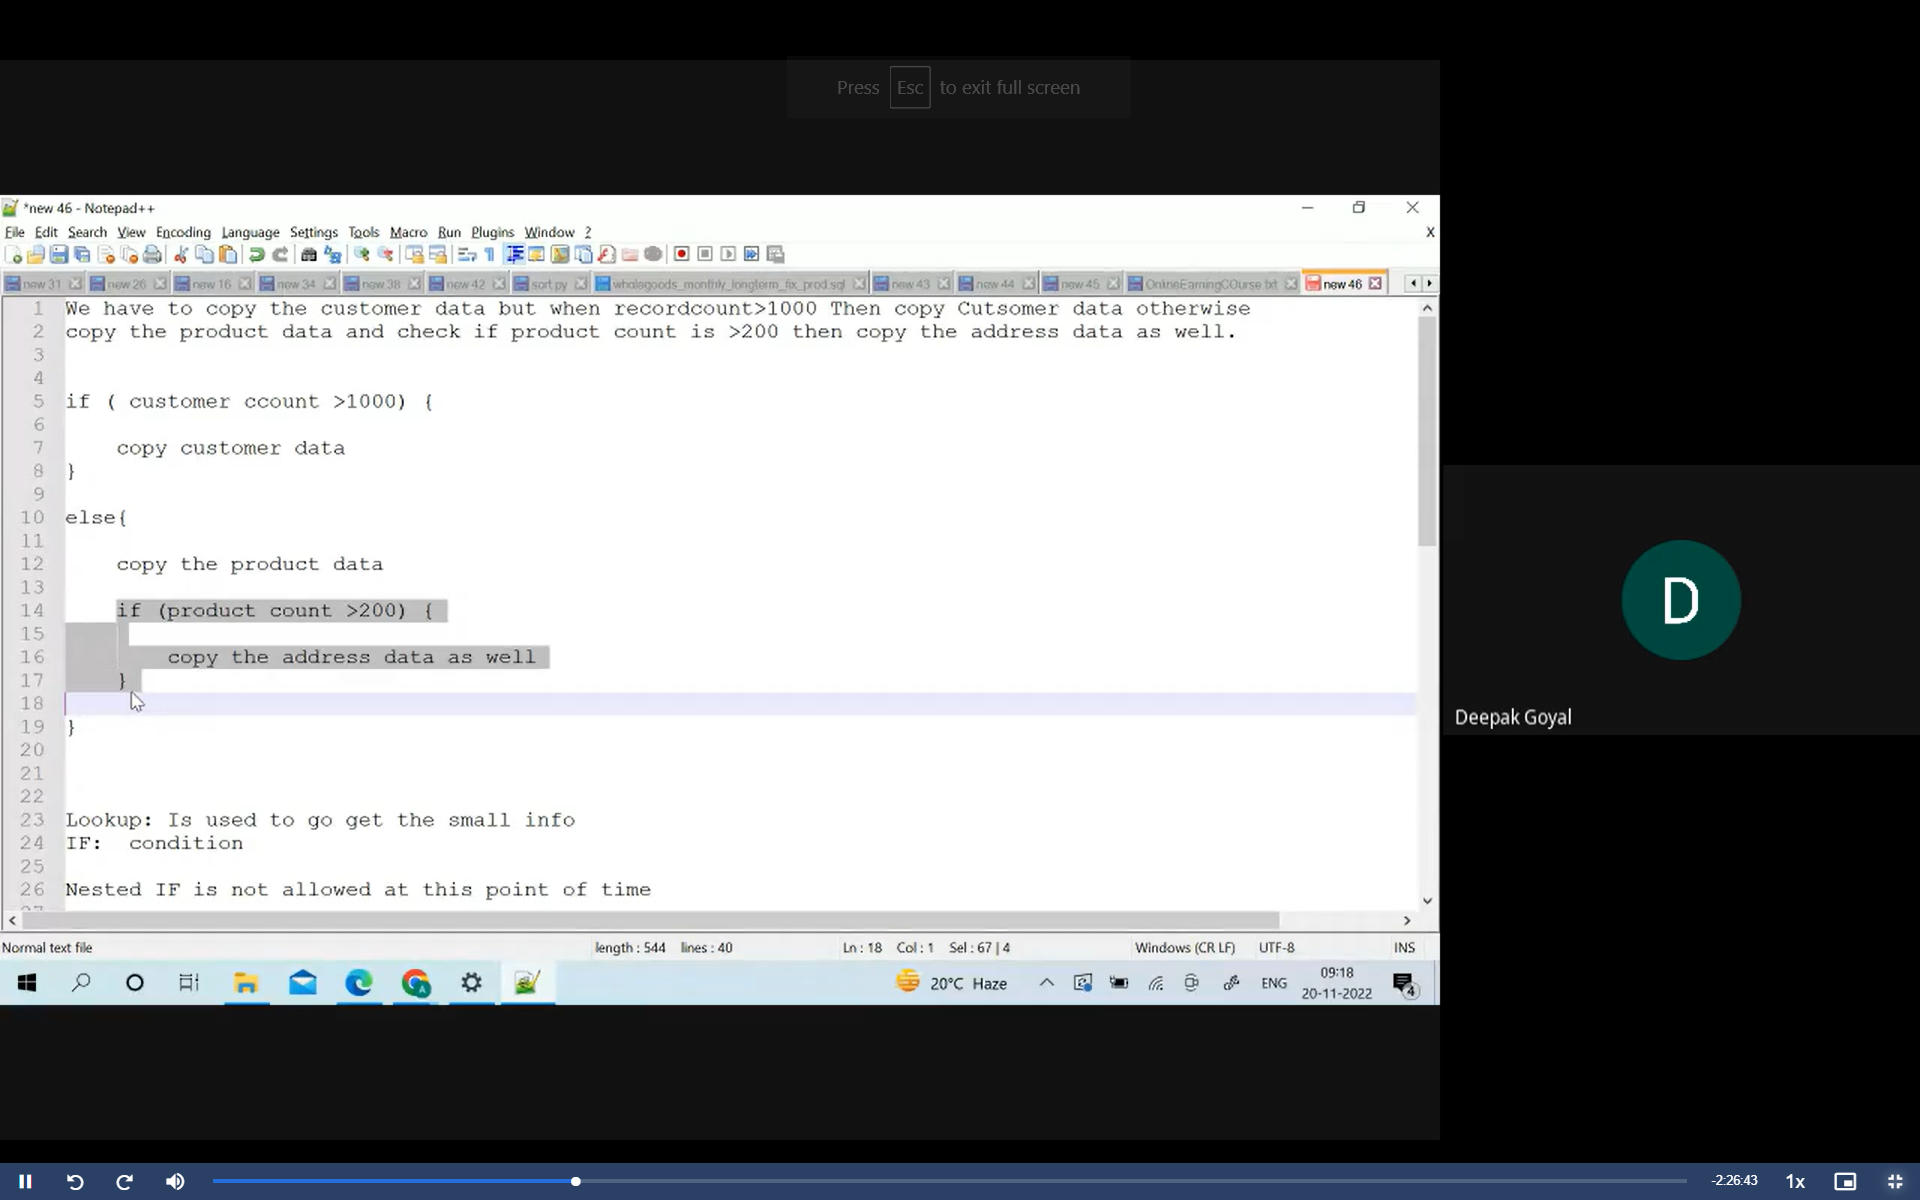 Press Esc to exit full screen
*new 46 - Notepad++
File Edit Search View Encoding Language Settings Tools Macro Run Plugins Window ?
X
new 31 new 26 new 16 new 34 new 38 new 42 sort.py wholegoods_monthly_longterm_fix_prod.sql new 43 new 44 new 45 OnlineEarningCOurse.txt new 46
1 We have to copy the customer data but when recordcount>1000 Then copy Cutsomer data otherwise
2 copy the product data and check if product count is >200 then copy the address data as well.
3
4
5 if ( customer ccount >1000) {
6
7 copy customer data
8 }
9
10 else{
11
12 copy the product data
13
14 if (product count >200) {
15
16 copy the address data as well
17 }
18
19 }
20
21
22
23 Lookup: Is used to go get the small info
24 IF: condition
25
26 Nested IF is not allowed at this point of time
27
Normal text file length : 544 lines : 40 Ln : 18 Col : 1 Sel : 67 | 4 Windows (CR LF) UTF-8 INS
20°C Haze ENG 09:18
20-11-2022
4
D
Deepak Goyal
-2:26:43 1x